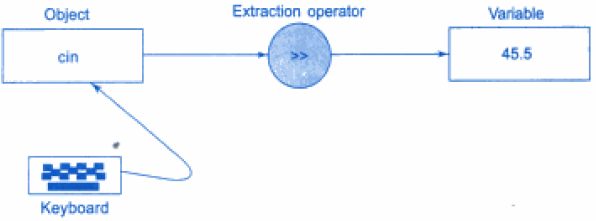 Object
Extraction operator
Variable
cin
>>
45.5
Keyboard